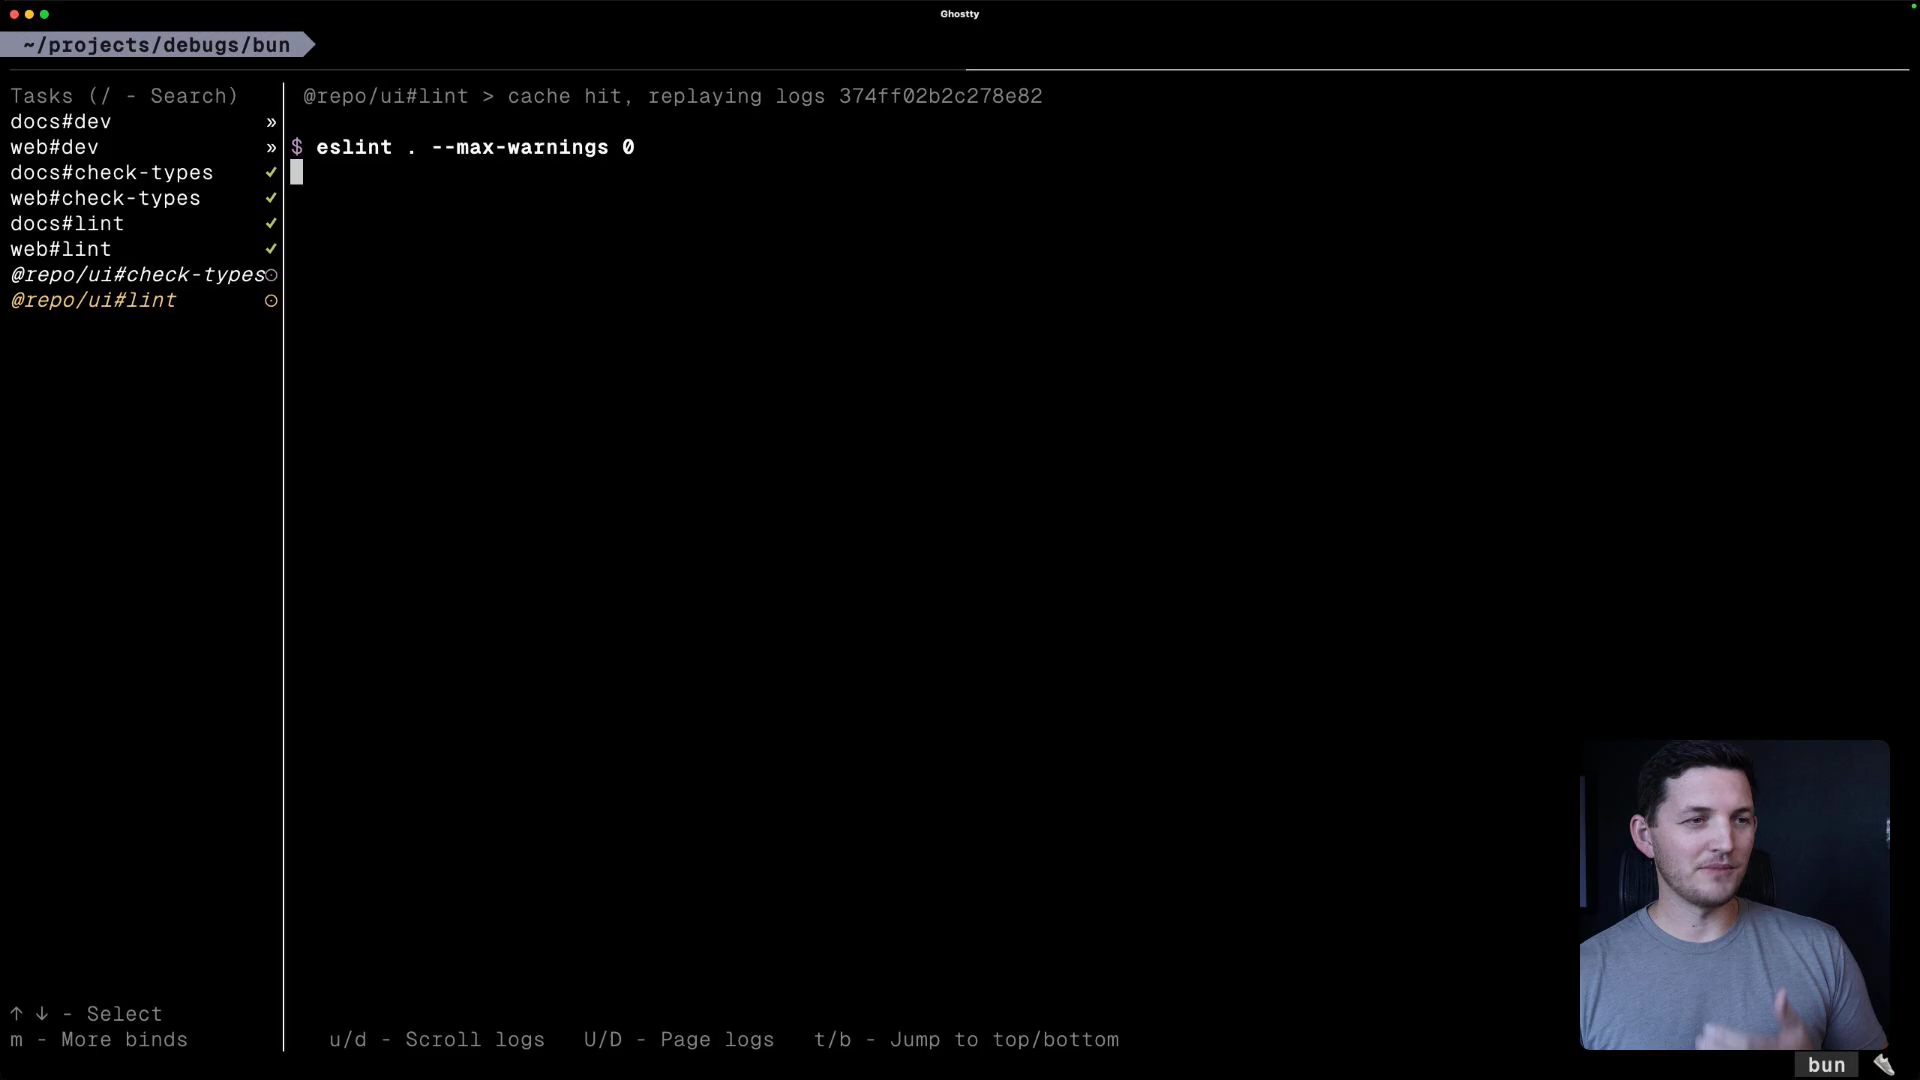 Ghostty
~/projects/debugs/bun
Tasks (/ - Search)
docs#dev »
web#dev »
docs#check-types ✓
web#check-types ✓
docs#lint ✓
web#lint ✓
@repo/ui#check-types⊙
@repo/ui#lint ⊙
@repo/ui#lint > cache hit, replaying logs 374ff02b2c278e82
$ eslint . --max-warnings 0
↑ ↓ - Select
m - More binds
u/d - Scroll logs U/D - Page logs t/b - Jump to top/bottom
bun